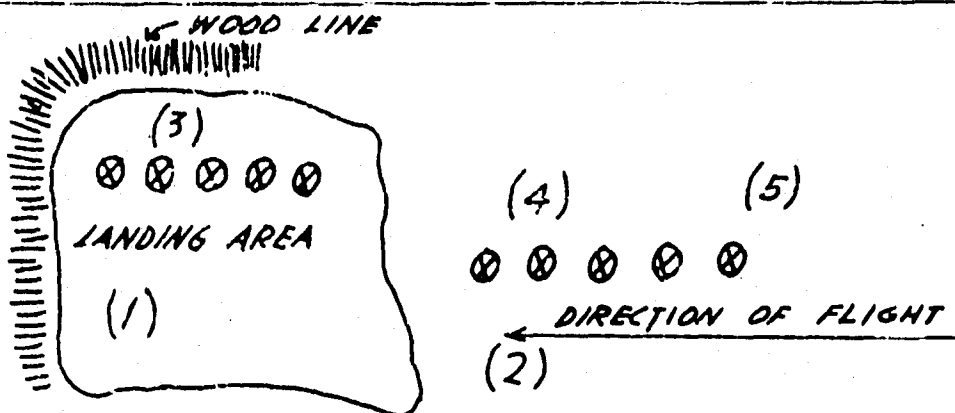 WOOD LINE
(3)
(4) (5)
LANDING AREA
(1)
DIRECTION OF FLIGHT
(2)